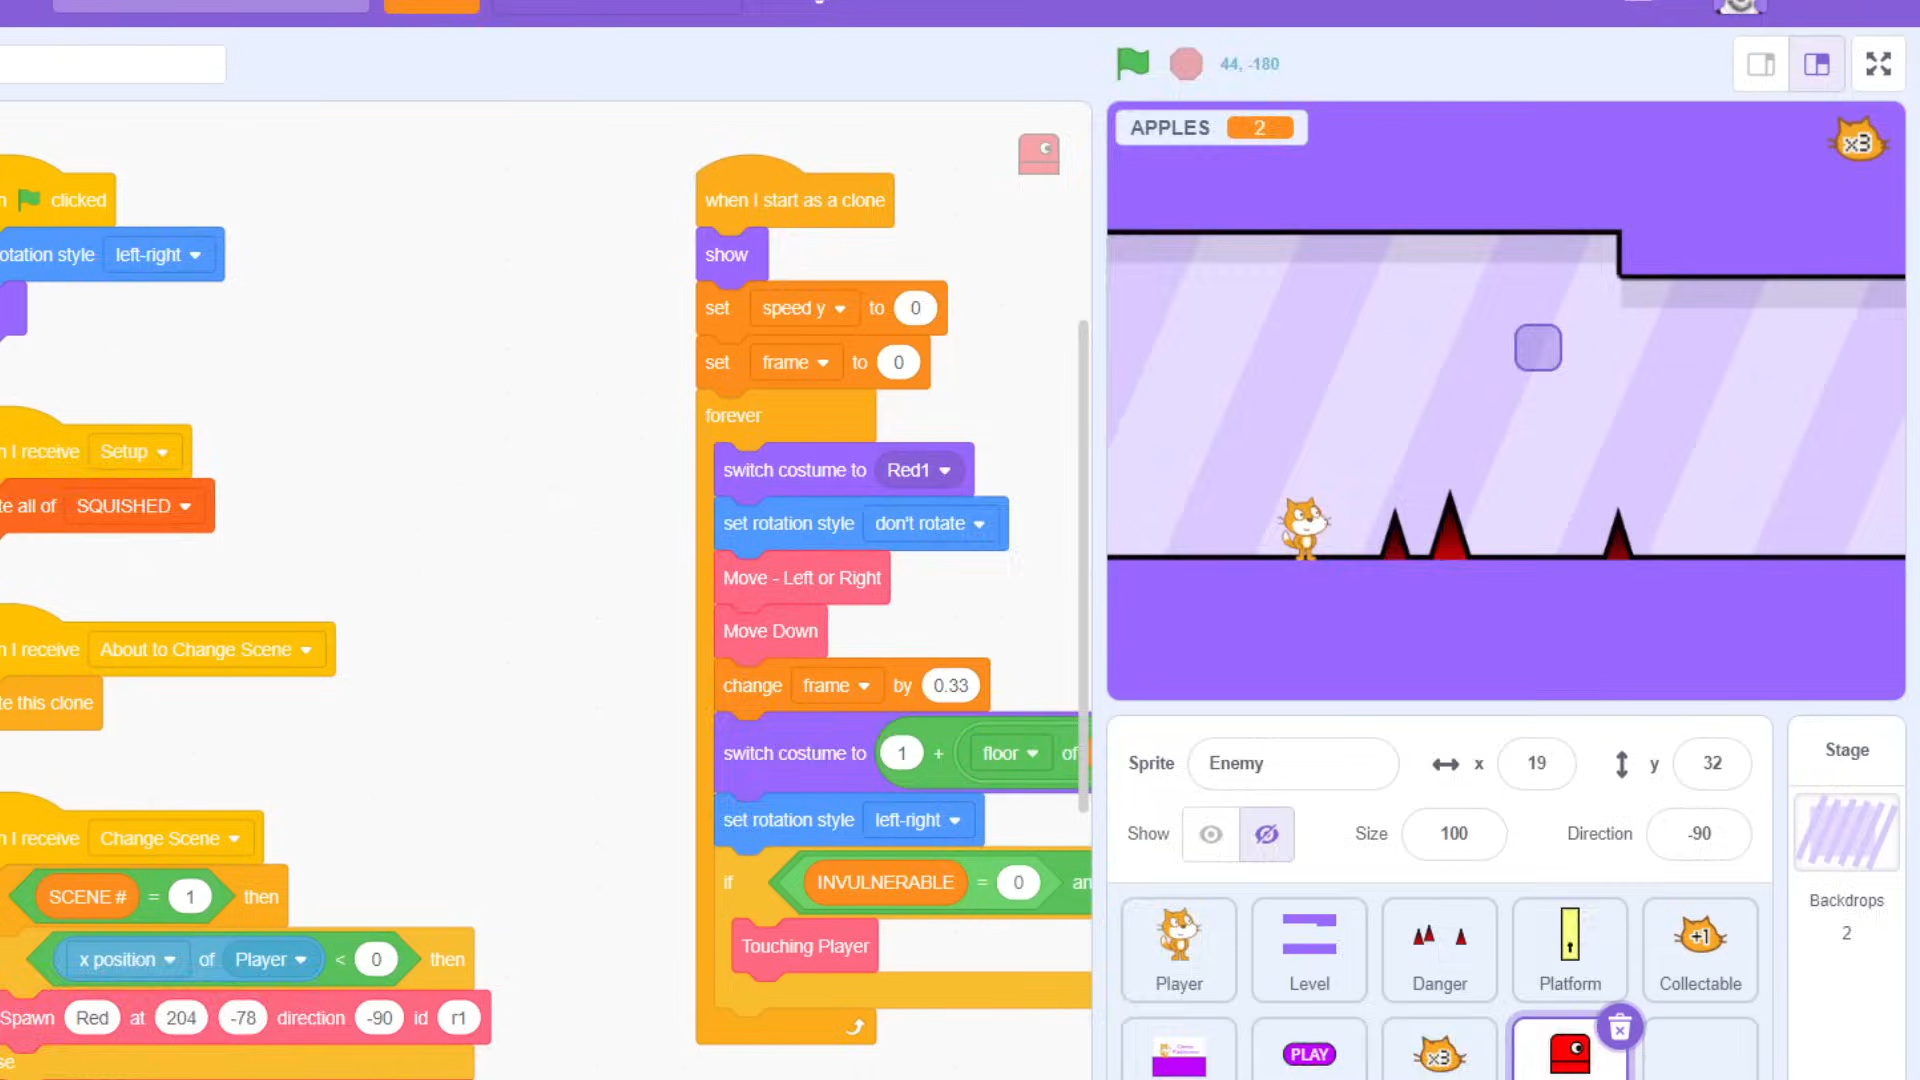 44, -180
clicked
otation style left-right
n I receive Setup
te all of SQUISHED
n I receive About to Change Scene
te this clone
n I receive Change Scene
SCENE # = 1 then
x position of Player < 0 then
Spawn Red at 204 -78 direction -90 id r1
se
when I start as a clone
show
set speed y to 0
set frame to 0
forever
switch costume to Red1
set rotation style don't rotate
Move - Left or Right
Move Down
change frame by 0.33
switch costume to 1 + floor of
set rotation style left-right
if INVULNERABLE = 0 an
Touching Player
APPLES 2
x3
Sprite Enemy x 19 y 32
Show Size 100 Direction -90
Player
Level
Danger
Platform
+1
Collectable
PLAY
x3
Stage
Backdrops
2